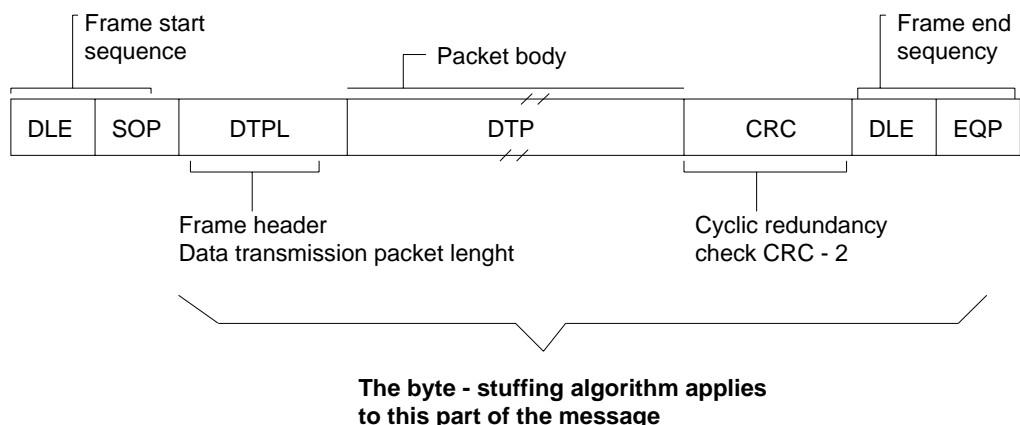 Frame start
sequence
Packet body
Frame end
sequency
DLE SOP DTPL DTP CRC DLE EQP
Frame header
Data transmission packet lenght
Cyclic redundancy
check CRC - 2
The byte - stuffing algorithm applies
to this part of the message